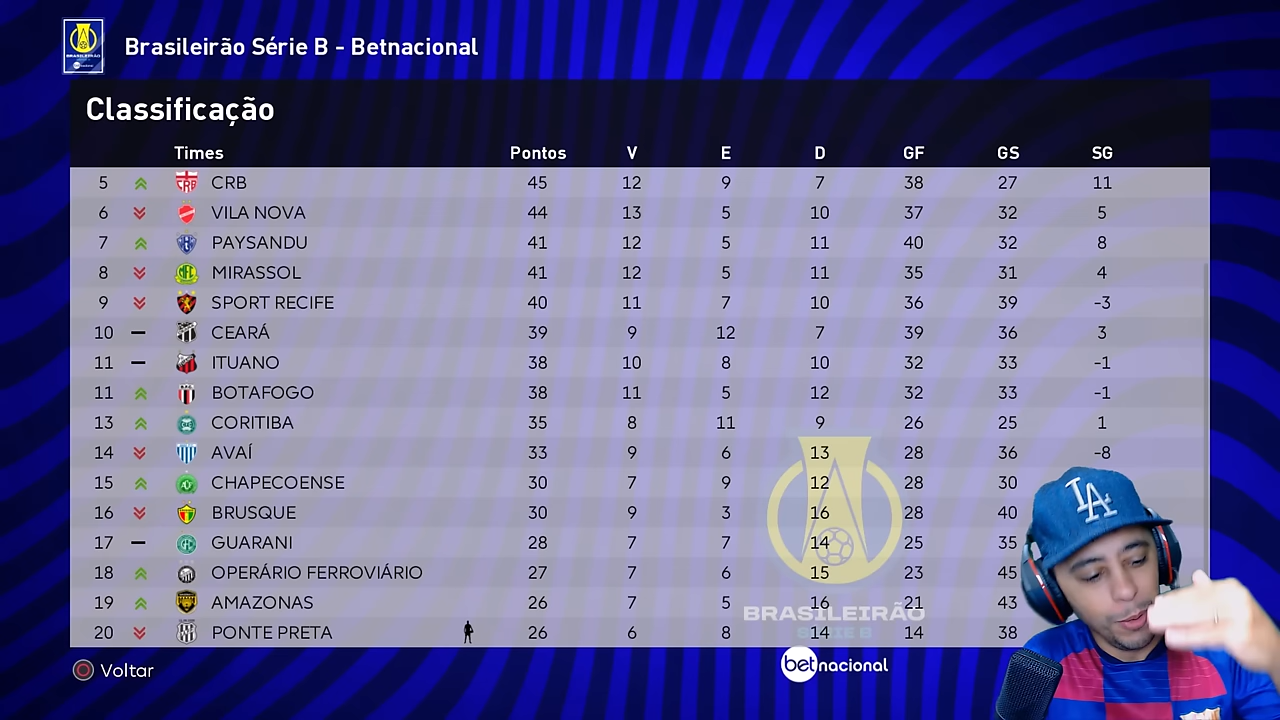 Brasileirão Série B - Betnacional
Classificação
Times Pontos V E D GF GS SG
5 CRB 45 12 9 7 38 27 11
6 VILA NOVA 44 13 5 10 37 32 5
7 PAYSANDU 41 12 5 11 40 32 8
8 MIRASSOL 41 12 5 11 35 31 4
9 SPORT RECIFE 40 11 7 10 36 39 -3
10 CEARÁ 39 9 12 7 39 36 3
11 ITUANO 38 10 8 10 32 33 -1
11 BOTAFOGO 38 11 5 12 32 33 -1
13 CORITIBA 35 8 11 9 26 25 1
14 AVAÍ 33 9 6 13 28 36 -8
15 CHAPECOENSE 30 7 9 12 28 30
16 BRUSQUE 30 9 3 16 28 40
17 GUARANI 28 7 7 14 25 35
18 OPERÁRIO FERROVIÁRIO 27 7 6 15 23 45
19 AMAZONAS 26 7 5 16 21 43
20 PONTE PRETA 26 6 8 14 14 38
BRASILEIRÃO
SÉRIE B
Voltar
betnacional
LA